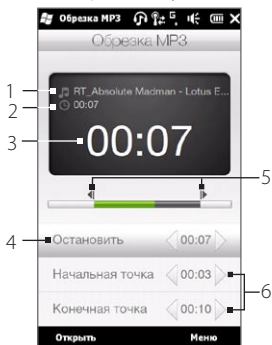 Обрезка MP3
Обрезка MP3
1
RT_Absolute Madman - Lotus E...
2
00:07
3
00:07
5
4
Остановить
00:07
Начальная точка
00:03
6
Конечная точка
00:10
Открыть
Меню